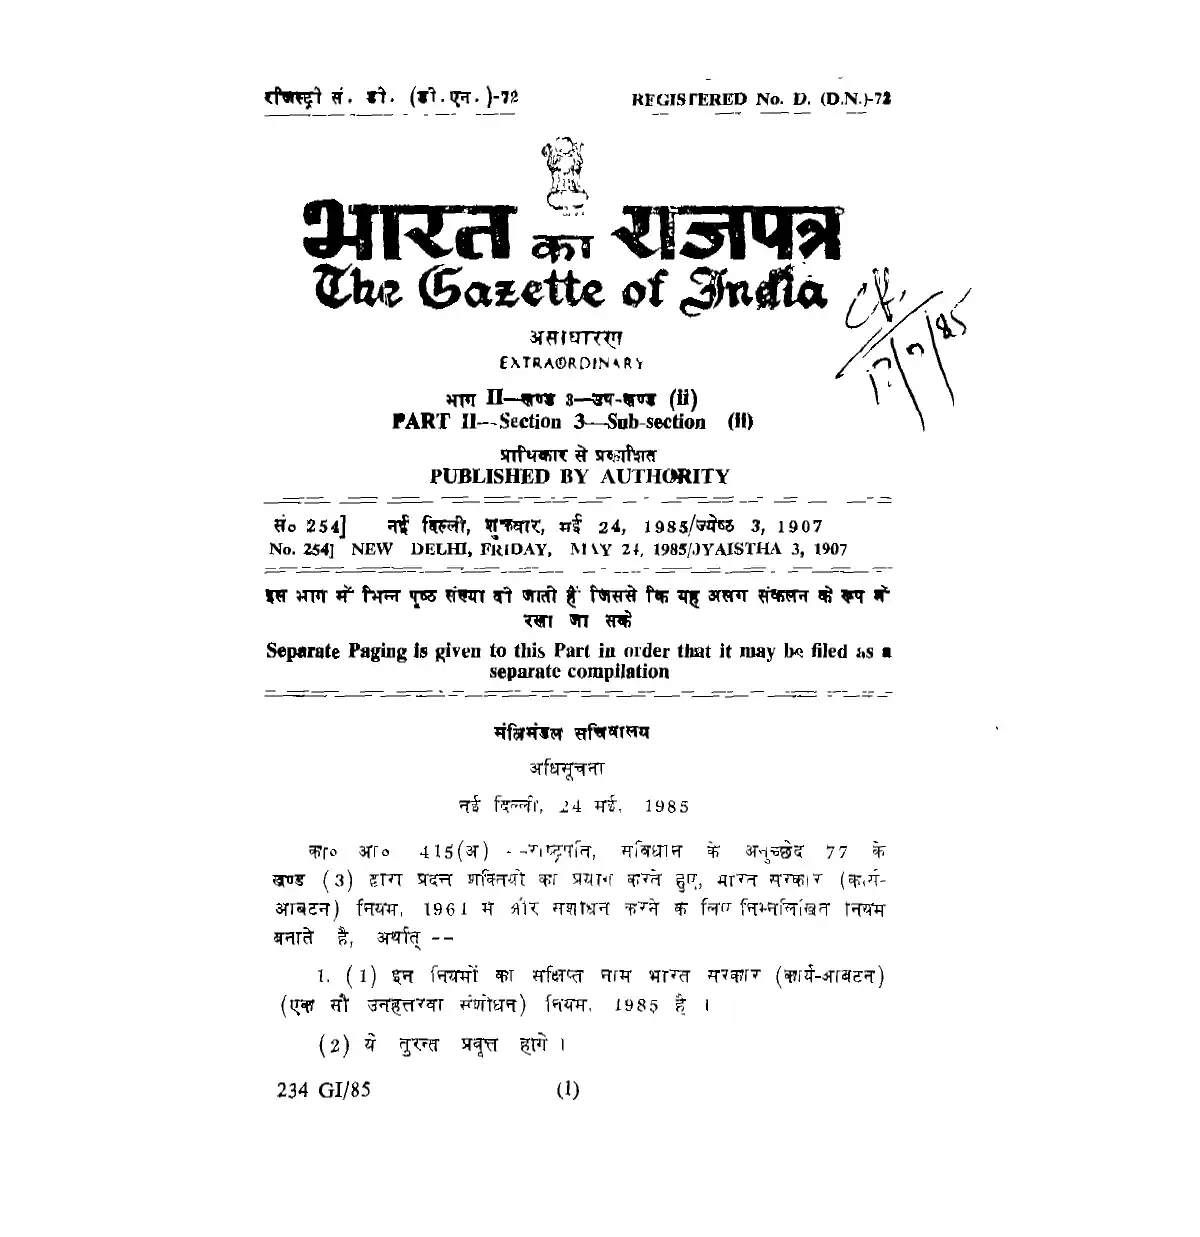 रजिस्ट्री सं. डी. (डी.एन.)-72
REGISTERED No. D. (D.N.)-72
भारत का राजपत्र
The Gazette of India
असाधारण
EXTRAORDINARY
भाग II—खण्ड 3—उप-खण्ड (ii)
PART II—Section 3—Sub-section (ii)
प्राधिकार से प्रकाशित
PUBLISHED BY AUTHORITY
सं० 254] नई दिल्ली, शुक्रवार, मई 24, 1985/ज्येष्ठ 3, 1907
No. 254] NEW DELHI, FRIDAY, MAY 24, 1985/JYAISTHA 3, 1907
इस भाग में भिन्न पृष्ठ संख्या दी जाती है जिससे कि यह अलग संकलन के रूप में
रखा जा सके
Separate Paging is given to this Part in order that it may be filed as a
separate compilation
मंत्रिमंडल सचिवालय
अधिसूचना
नई दिल्ली, 24 मई, 1985
का० आ० 415(अ) --राष्ट्रपति, संविधान के अनुच्छेद 77 के
खण्ड (3) द्वारा प्रदत्त शक्तियों का प्रयोग करते हुए, भारत सरकार (कार्य-
आबंटन) नियम, 1961 में और संशोधन करने के लिए निम्नलिखित नियम
बनाते है, अर्थात् --
1. (1) इन नियमों का संक्षिप्त नाम भारत सरकार (कार्य-आबंटन)
(एक सौ उनहत्तरवां संशोधन) नियम, 1985 है ।
(2) ये तुरन्त प्रवृत्त होंगे ।
234 GI/85 (1)